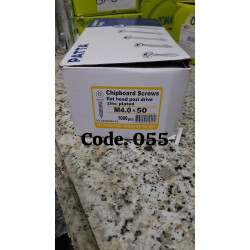 PATTA
Chipboard Screws
flat head pozi drive
zinc plated
M4.0×50
1000 pcs
Code. 055-